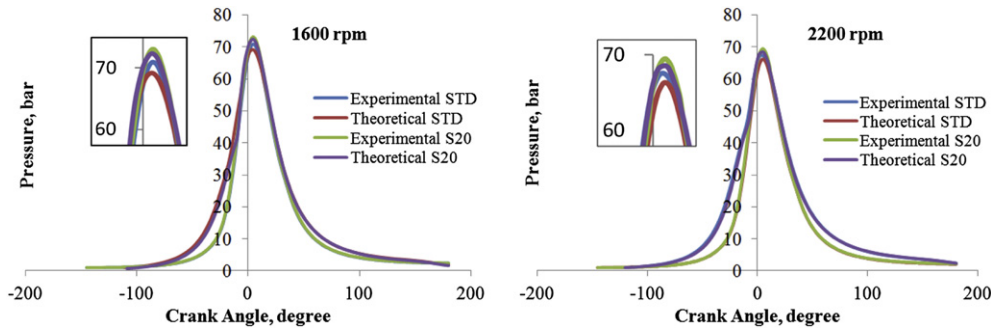 1600 rpm
Pressure, bar
80
70
60
50
40
30
20
10
0
-200
-100
0
100
200
Crank Angle, degree
70
60
Experimental STD
Theoretical STD
Experimental S20
Theoretical S20
2200 rpm
Pressure, bar
80
70
60
50
40
30
20
10
0
-200
-100
0
100
200
Crank Angle, degree
70
60
Experimental STD
Theoretical STD
Experimental S20
Theoretical S20